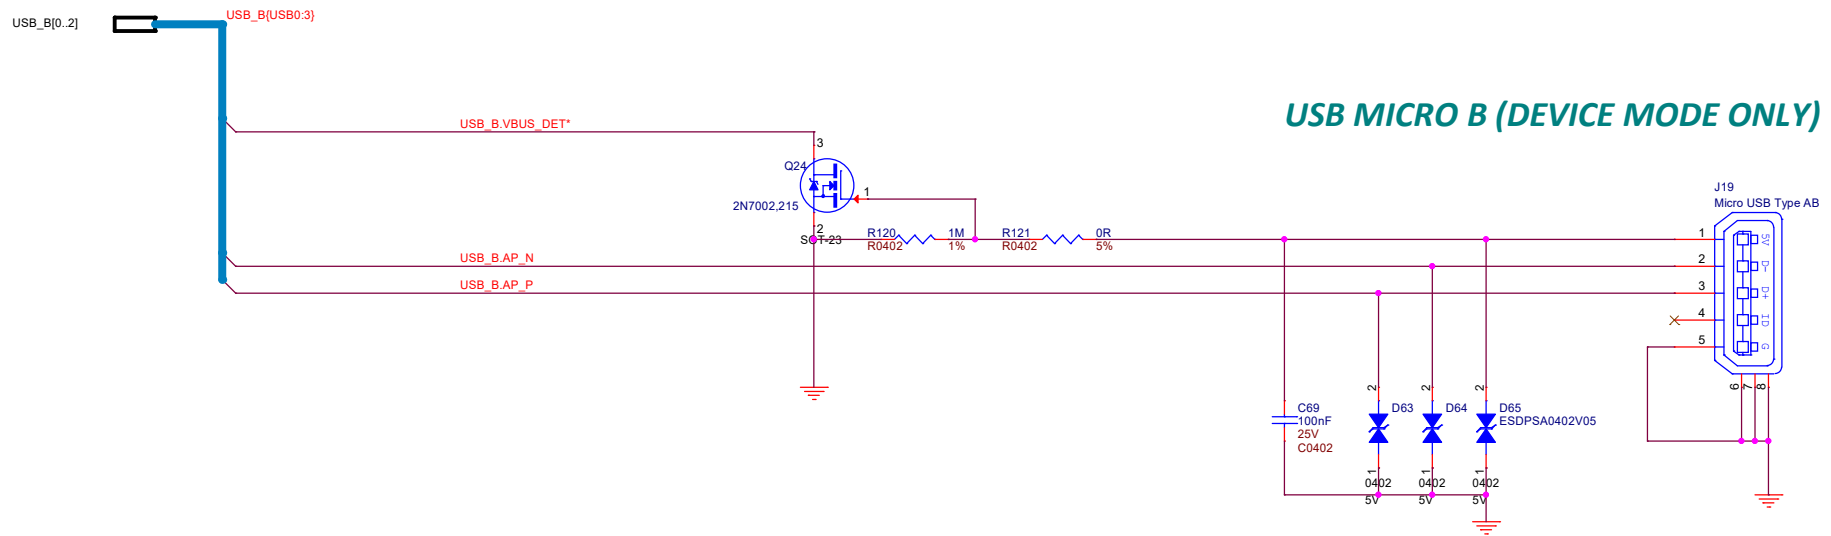 USB_B[0..2]
USB_B{USB0:3}
USB_B.VBUS_DET*
USB MICRO B (DEVICE MODE ONLY)
3
Q24
2N7002,215
1
2
SOT-23
R120
R0402
1M
1%
R121
R0402
0R
5%
USB_B.AP_N
USB_B.AP_P
J19
Micro USB Type AB
1
2
3
4
5
5V
D-
D+
ID
G
6
7
8
C69
100nF
25V
C0402
2
D63
1
0402
5V
2
D64
1
0402
5V
2
D65
ESDPSA0402V05
1
0402
5V